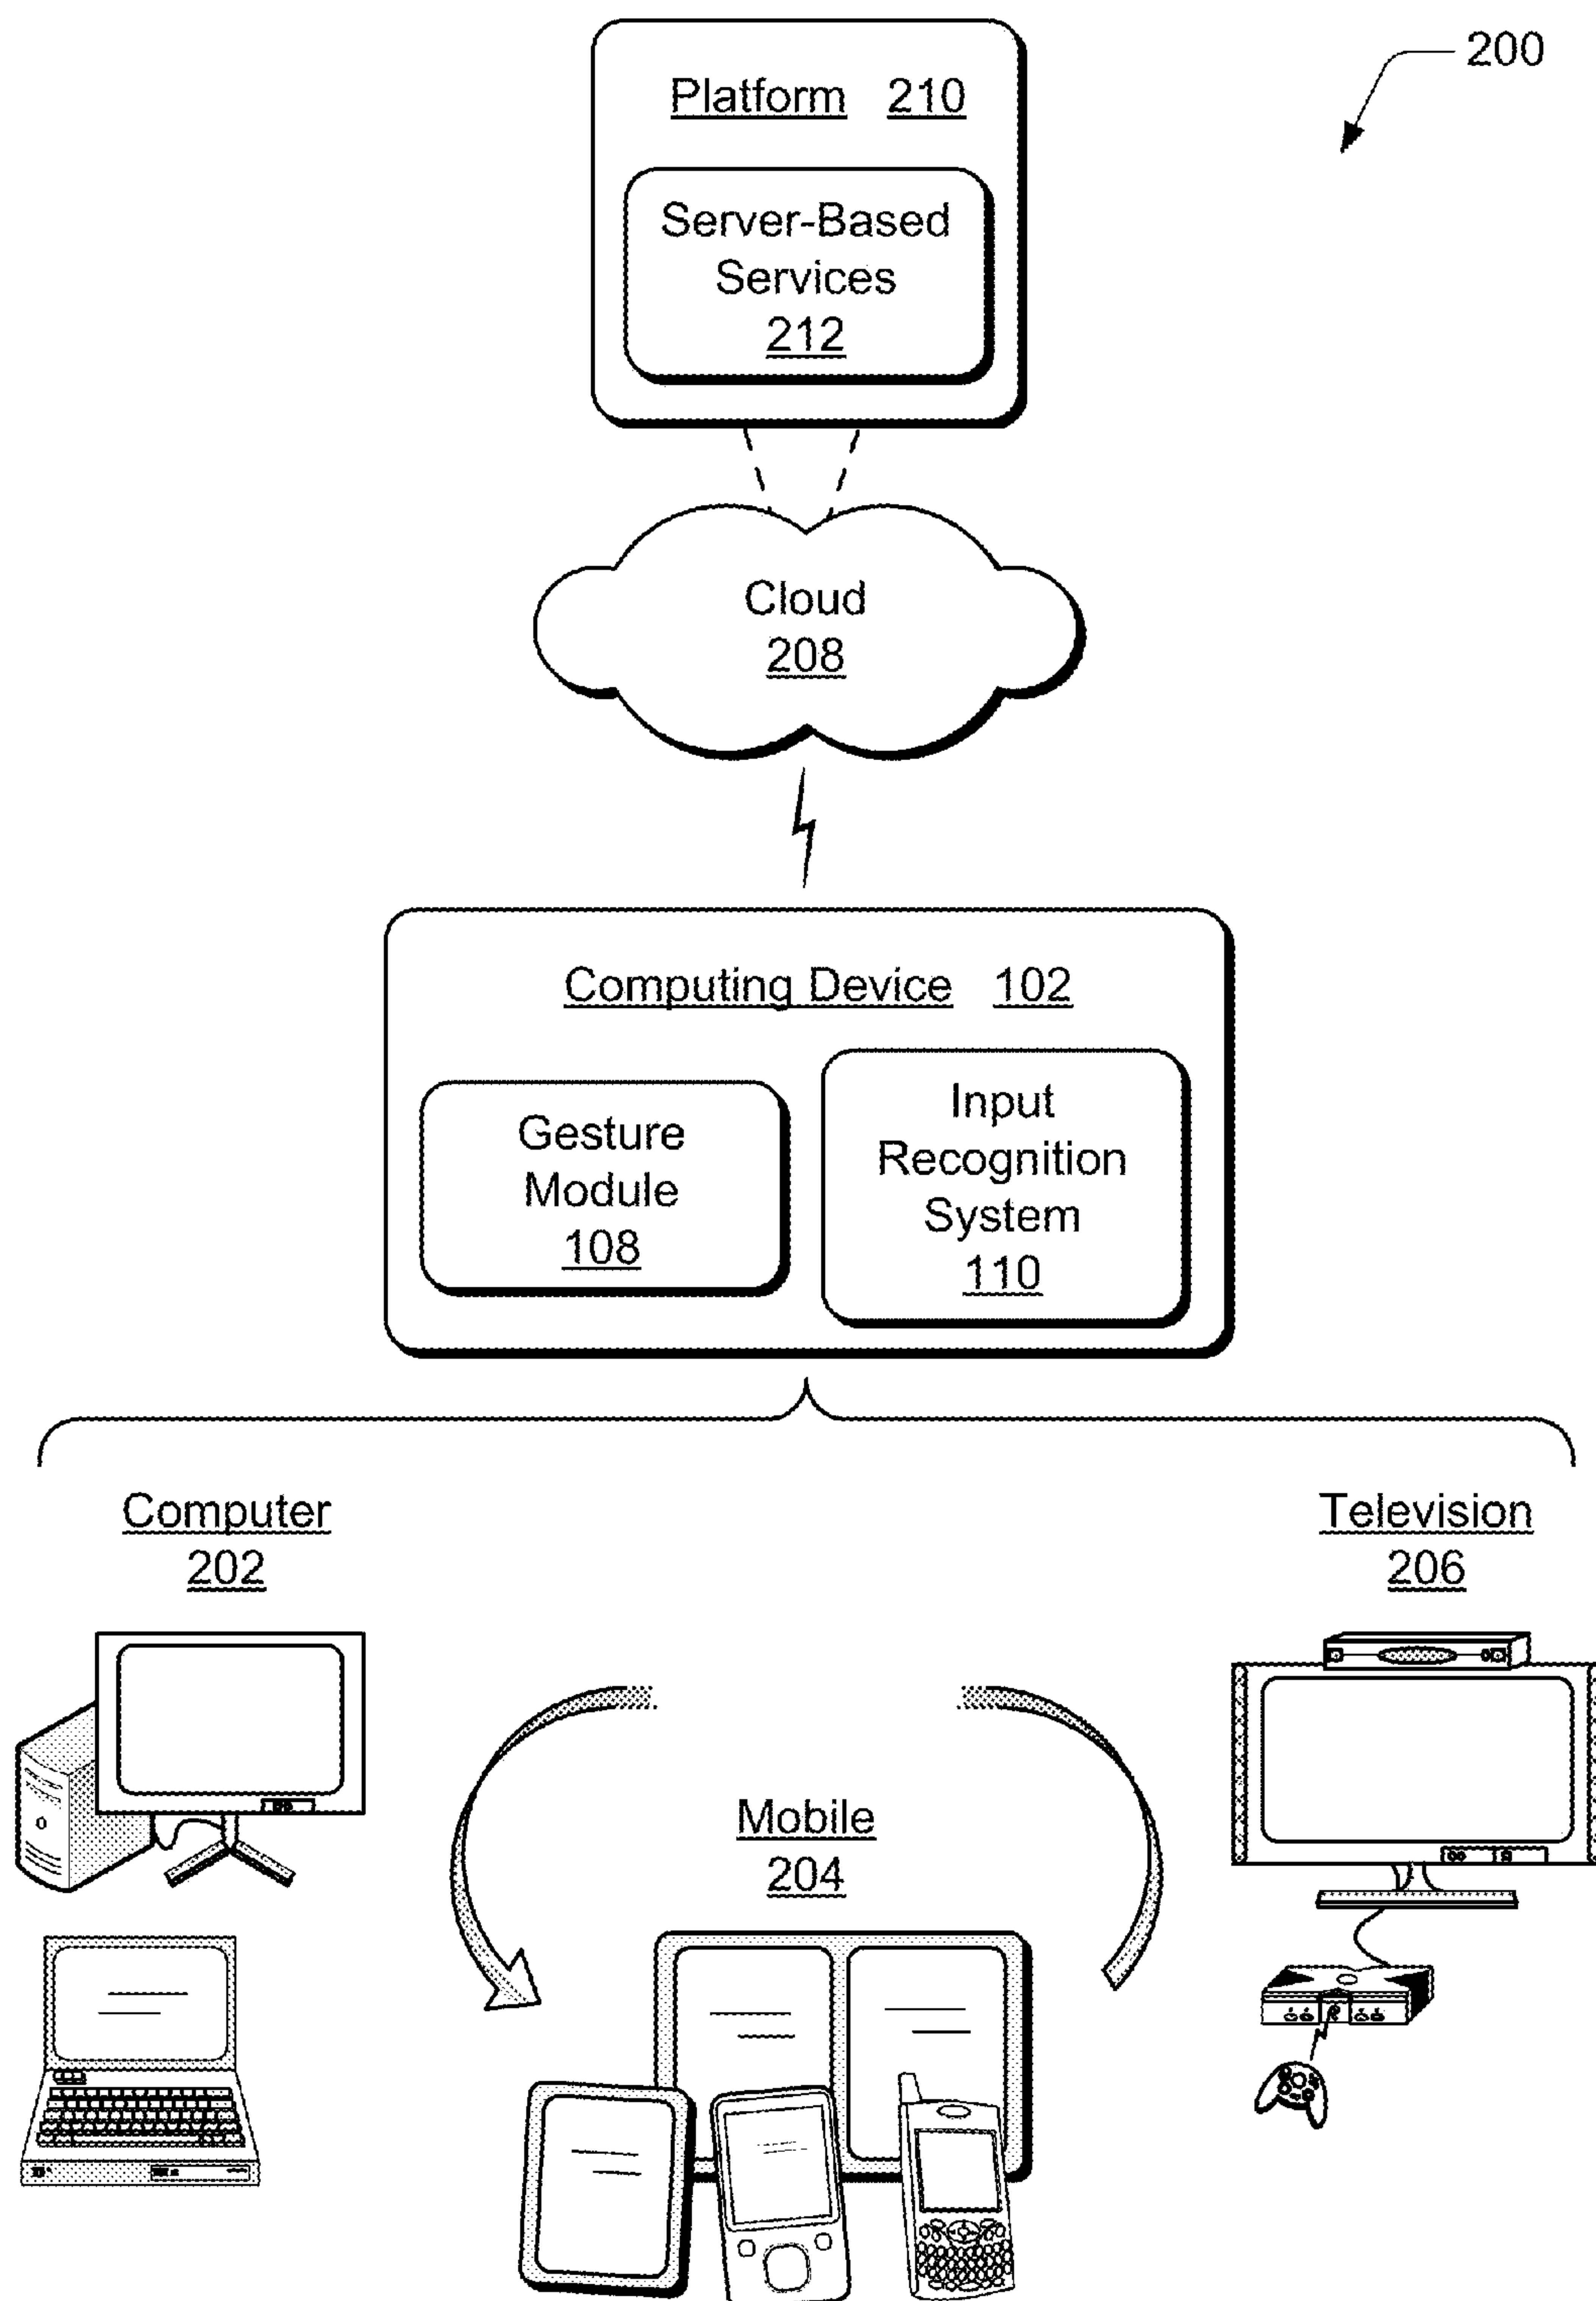 200
Platform 210
Server-Based
Services
212
Cloud
208
Computing Device 102
Gesture
Module
108
Input
Recognition
System
110
Computer
202
Television
206
Mobile
204